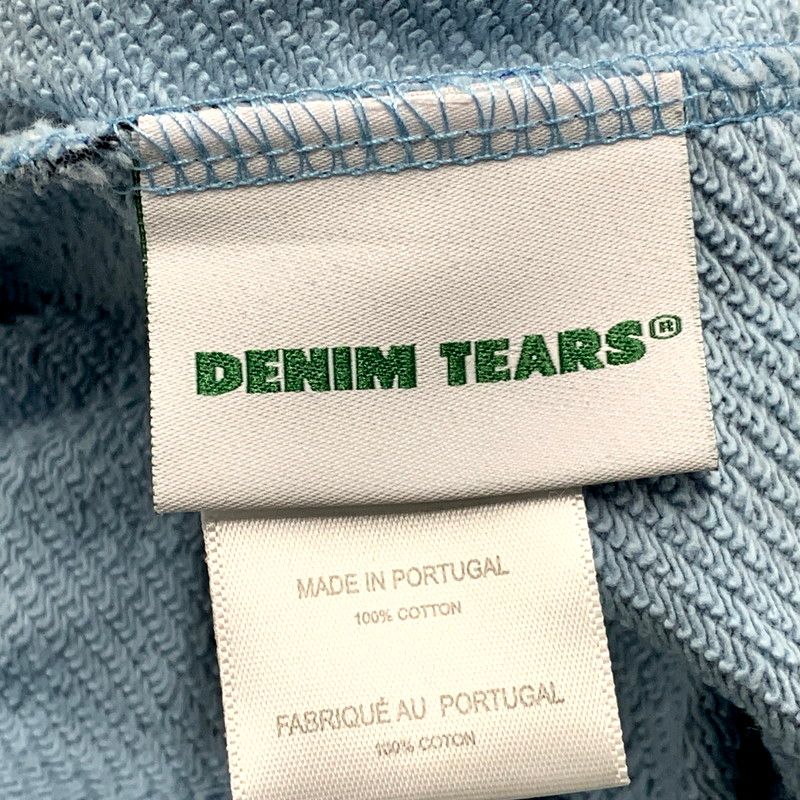 DENIM TEARS®
MADE IN PORTUGAL
100% COTTON
FABRIQUÉ AU PORTUGAL
100% COTON